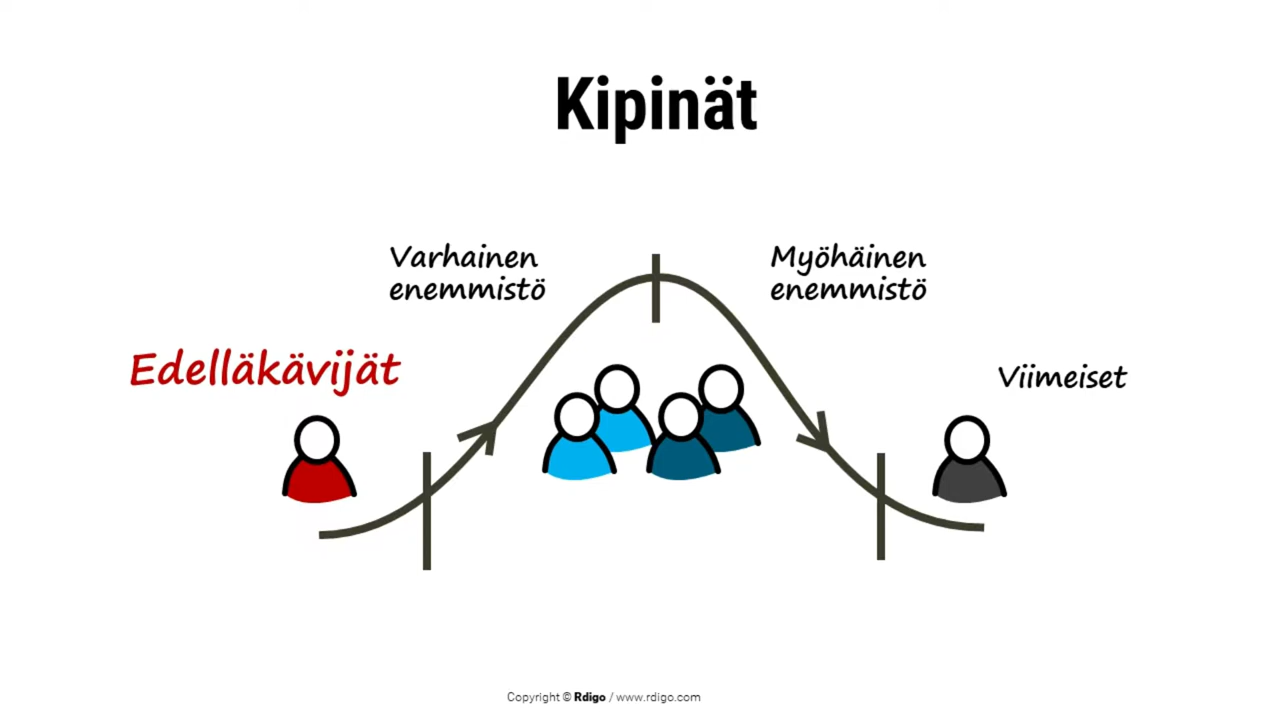 Kipinät
Varhainen
enemmistö
Myöhäinen
enemmistö
Edelläkävijät
Viimeiset
Copyright © Rdigo / www.rdigo.com